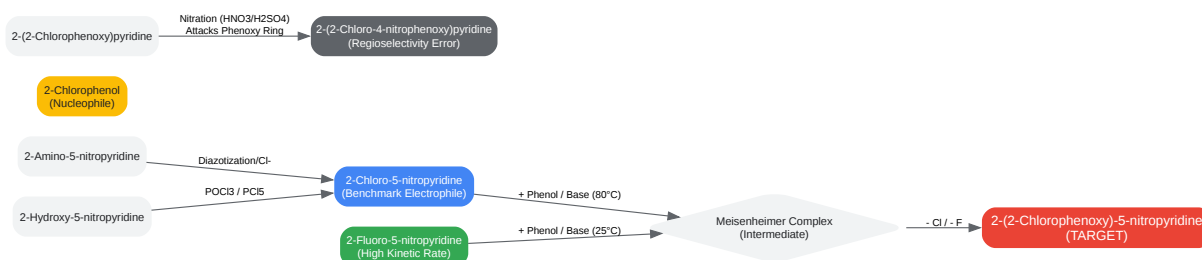 Nitration (HNO3/H2SO4)
Attacks Phenoxy Ring
2-(2-Chlorophenoxy)pyridine
2-(2-Chloro-4-nitrophenoxy)pyridine
(Regioselectivity Error)
2-Chlorophenol
(Nucleophile)
2-Amino-5-nitropyridine
Diazotization/Cl-
2-Hydroxy-5-nitropyridine
POCl3 / PCl5
2-Chloro-5-nitropyridine
(Benchmark Electrophile)
+ Phenol / Base (80°C)
2-Fluoro-5-nitropyridine
(High Kinetic Rate)
+ Phenol / Base (25°C)
Meisenheimer Complex
(Intermediate)
- Cl / - F
2-(2-Chlorophenoxy)-5-nitropyridine
(TARGET)